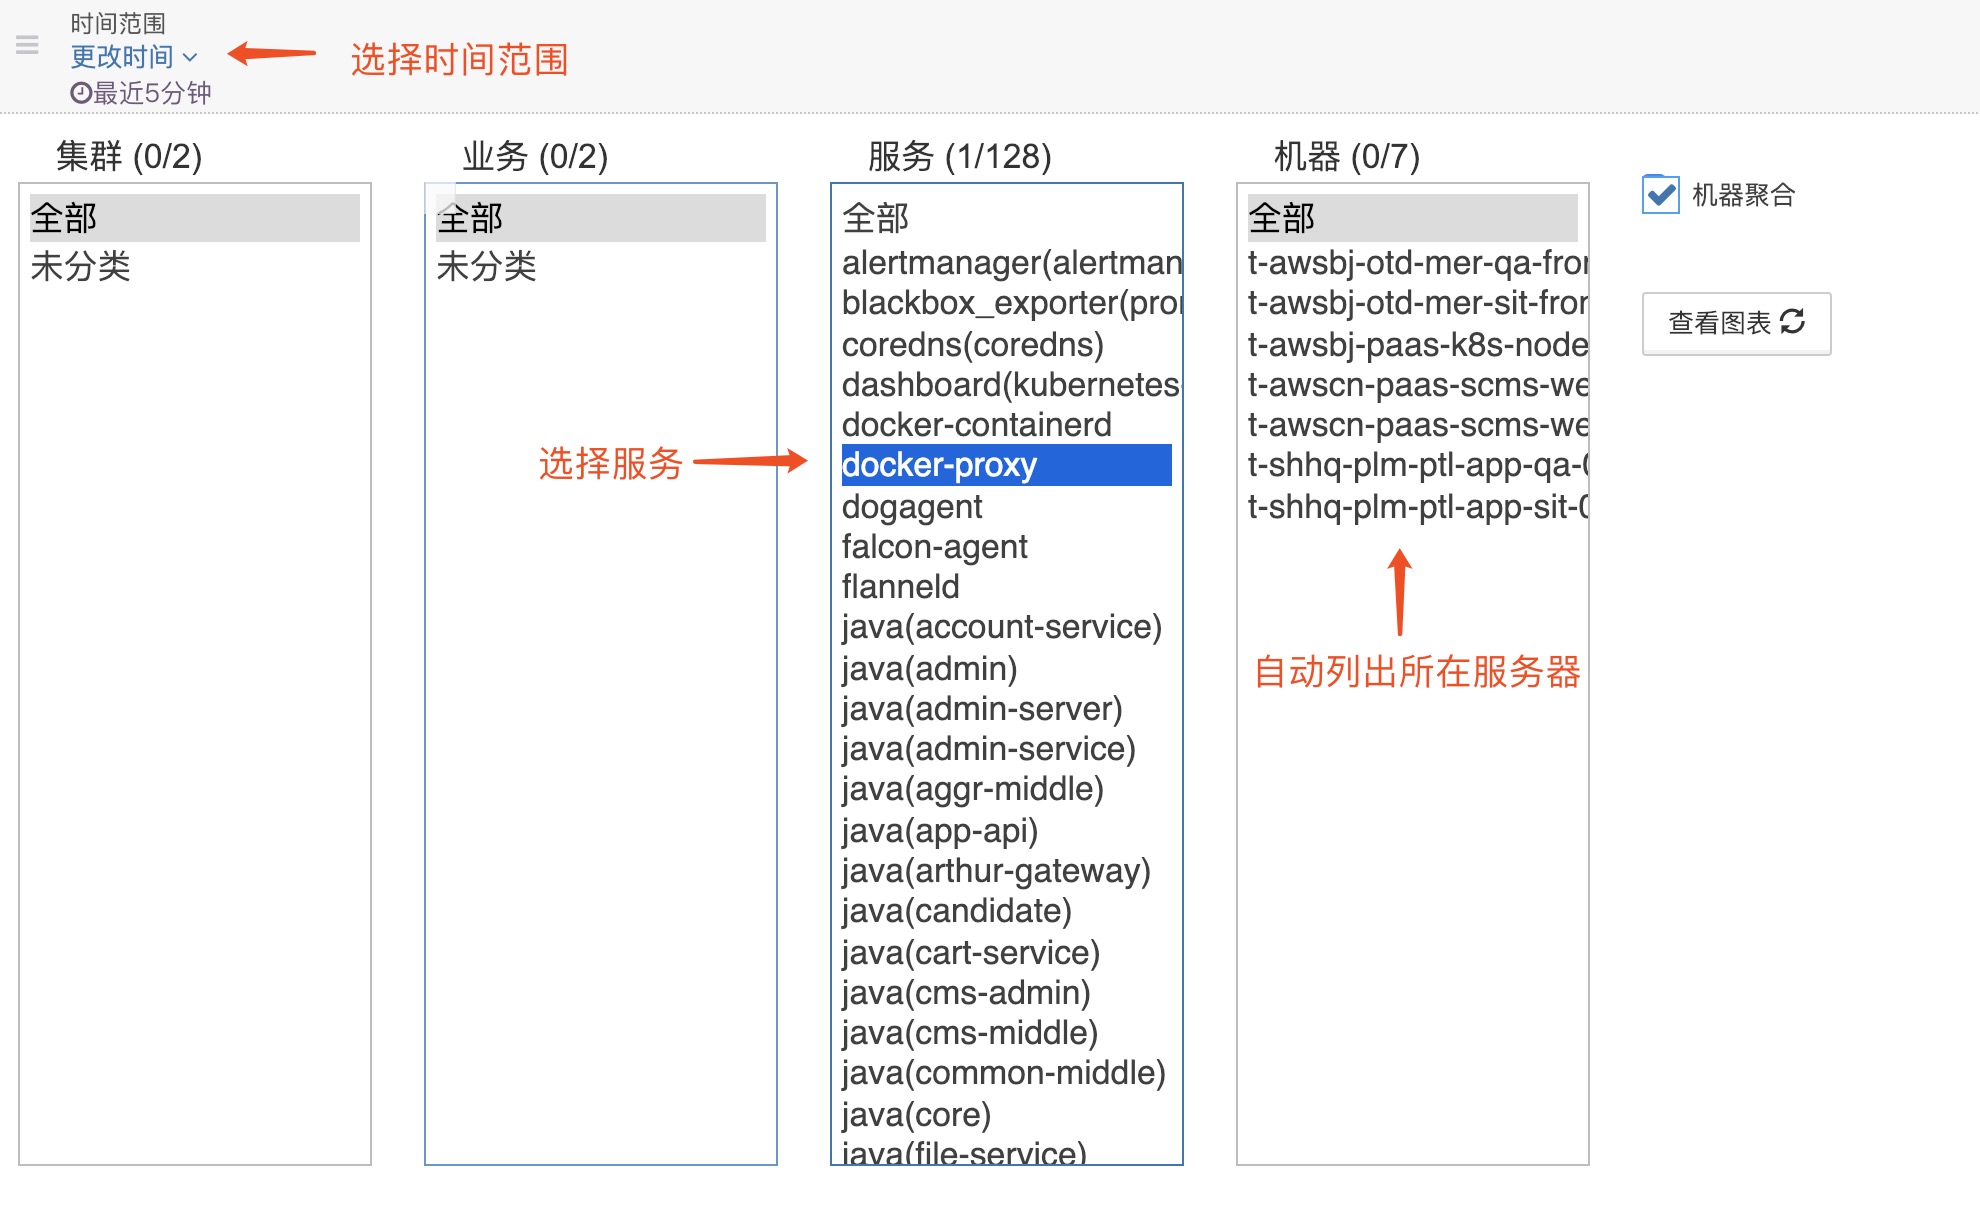 时间范围
更改时间
选择时间范围
最近5分钟
集群 (0/2)
全部
未分类
业务 (0/2)
全部
未分类
选择服务
服务 (1/128)
全部
alertmanager(alertman
blackbox_exporter(pro
coredns(coredns)
dashboard(kubernetes-
docker-containerd
docker-proxy
dogagent
falcon-agent
flanneld
java(account-service)
java(admin)
java(admin-server)
java(admin-service)
java(aggr-middle)
java(app-api)
java(arthur-gateway)
java(candidate)
java(cart-service)
java(cms-admin)
java(cms-middle)
java(common-middle)
java(core)
java(file-service)
机器 (0/7)
全部
t-awsbj-otd-mer-qa-fro
t-awsbj-otd-mer-sit-fror
t-awsbj-paas-k8s-node
t-awscn-paas-scms-we
t-awscn-paas-scms-we
t-shhq-plm-ptl-app-qa-0
t-shhq-plm-ptl-app-sit-0
自动列出所在服务器
机器聚合
查看图表